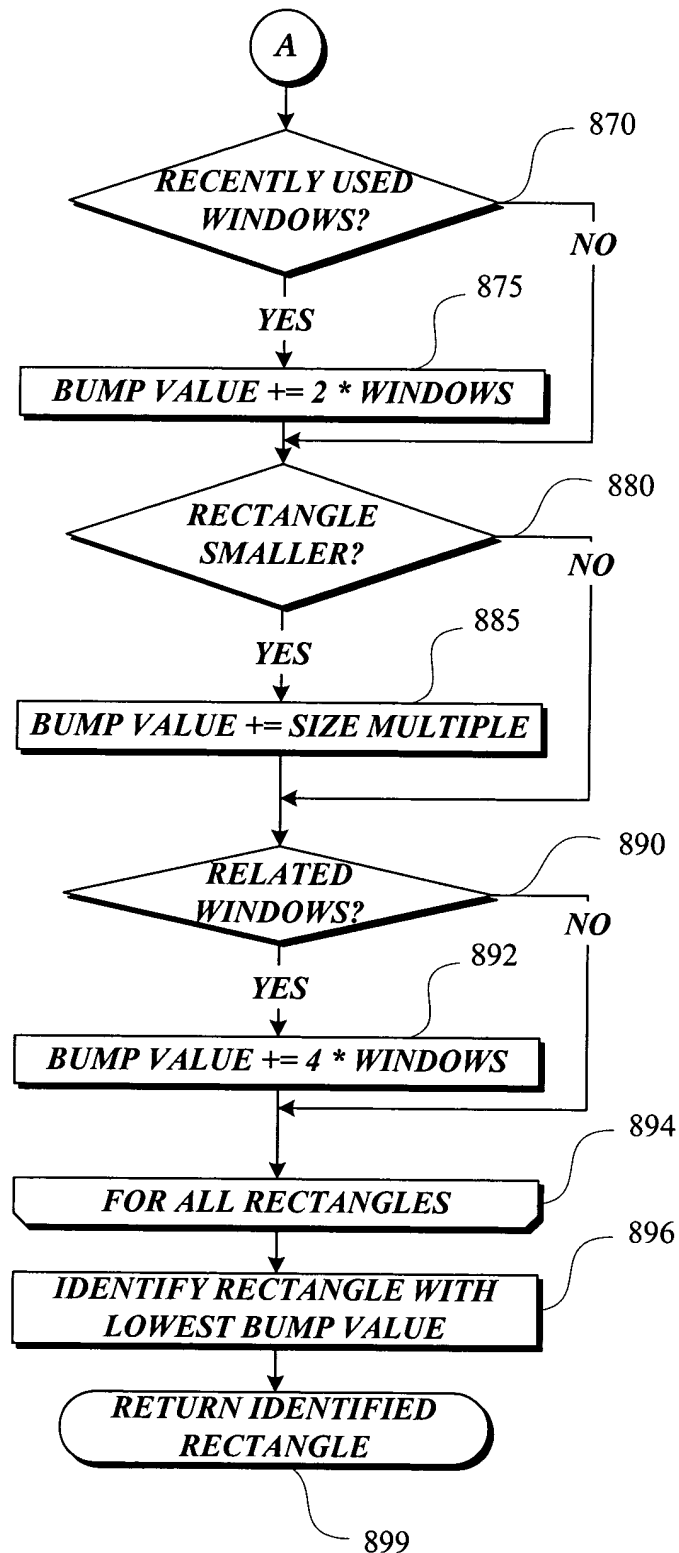 A
870
RECENTLY USED
WINDOWS?
NO
875
YES
BUMP VALUE += 2 * WINDOWS
880
RECTANGLE
SMALLER?
NO
885
YES
BUMP VALUE += SIZE MULTIPLE
890
RELATED
WINDOWS?
NO
892
YES
BUMP VALUE += 4 * WINDOWS
894
FOR ALL RECTANGLES
896
IDENTIFY RECTANGLE WITH
LOWEST BUMP VALUE
RETURN IDENTIFIED
RECTANGLE
899